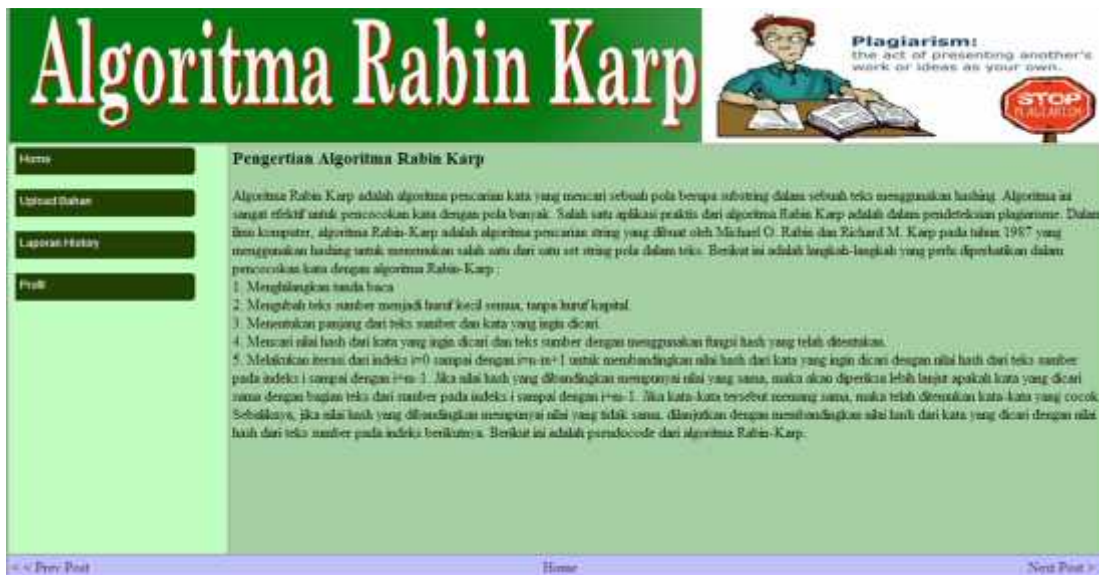 Algoritma Rabin Karp
Plagiarism:
the act of presenting another's
work or ideas as your own.
STOP
PLAGIARISM
Home
Upload Bahan
Laporan History
Profil
Pengertian Algoritma Rabin Karp
Algoritma Rabin Karp adalah algoritma pencarian kata yang mencari sebuah pola berupa substring dalam sebuah teks menggunakan hashing. Algoritma ini
sangat efektif untuk pencocokan kata dengan pola banyak. Salah satu aplikasi praktis dari algoritma Rabin Karp adalah dalam pendeteksian plagiarisme. Dalam
ilmu komputer, algoritma Rabin-Karp adalah algoritma pencarian string yang dibuat oleh Michael O. Rabin dan Richard M. Karp pada tahun 1987 yang
menggunakan hashing untuk menemukan salah satu dari satu set string pola dalam teks. Berikut ini adalah langkah-langkah yang perlu diperhatikan dalam
pencocokan kata dengan algoritma Rabin-Karp :
1. Menghilangkan tanda baca
2. Mengubah teks sumber menjadi huruf kecil semua, tanpa huruf kapital.
3. Menentukan panjang dari teks sumber dan kata yang ingin dicari.
4. Mencari nilai hash dari kata yang ingin dicari dan teks sumber dengan menggunakan fungsi hash yang telah ditentukan.
5. Melakukan iterasi dari indeks i=0 sampai dengan i=n-m+1 untuk membandingkan nilai hash dari kata yang ingin dicari dengan nilai hash dari teks sumber
pada indeks i sampai dengan i+m-1. Jika nilai hash yang dibandingkan mempunyai nilai yang sama, maka akan diperiksa lebih lanjut apakah kata yang dicari
sama dengan bagian teks dari sumber pada indeks i sampai dengan i+m-1. Jika kata-kata tersebut memang sama, maka telah ditemukan kata-kata yang cocok.
Sebaliknya, jika nilai hash yang dibandingkan mempunyai nilai yang tidak sama, dilanjutkan dengan membandingkan nilai hash dari kata yang dicari dengan nilai
hash dari teks sumber pada indeks berikutnya. Berikut ini adalah pseudocode dari algoritma Rabin-Karp.
< < Prev Post
Home
Next Post >